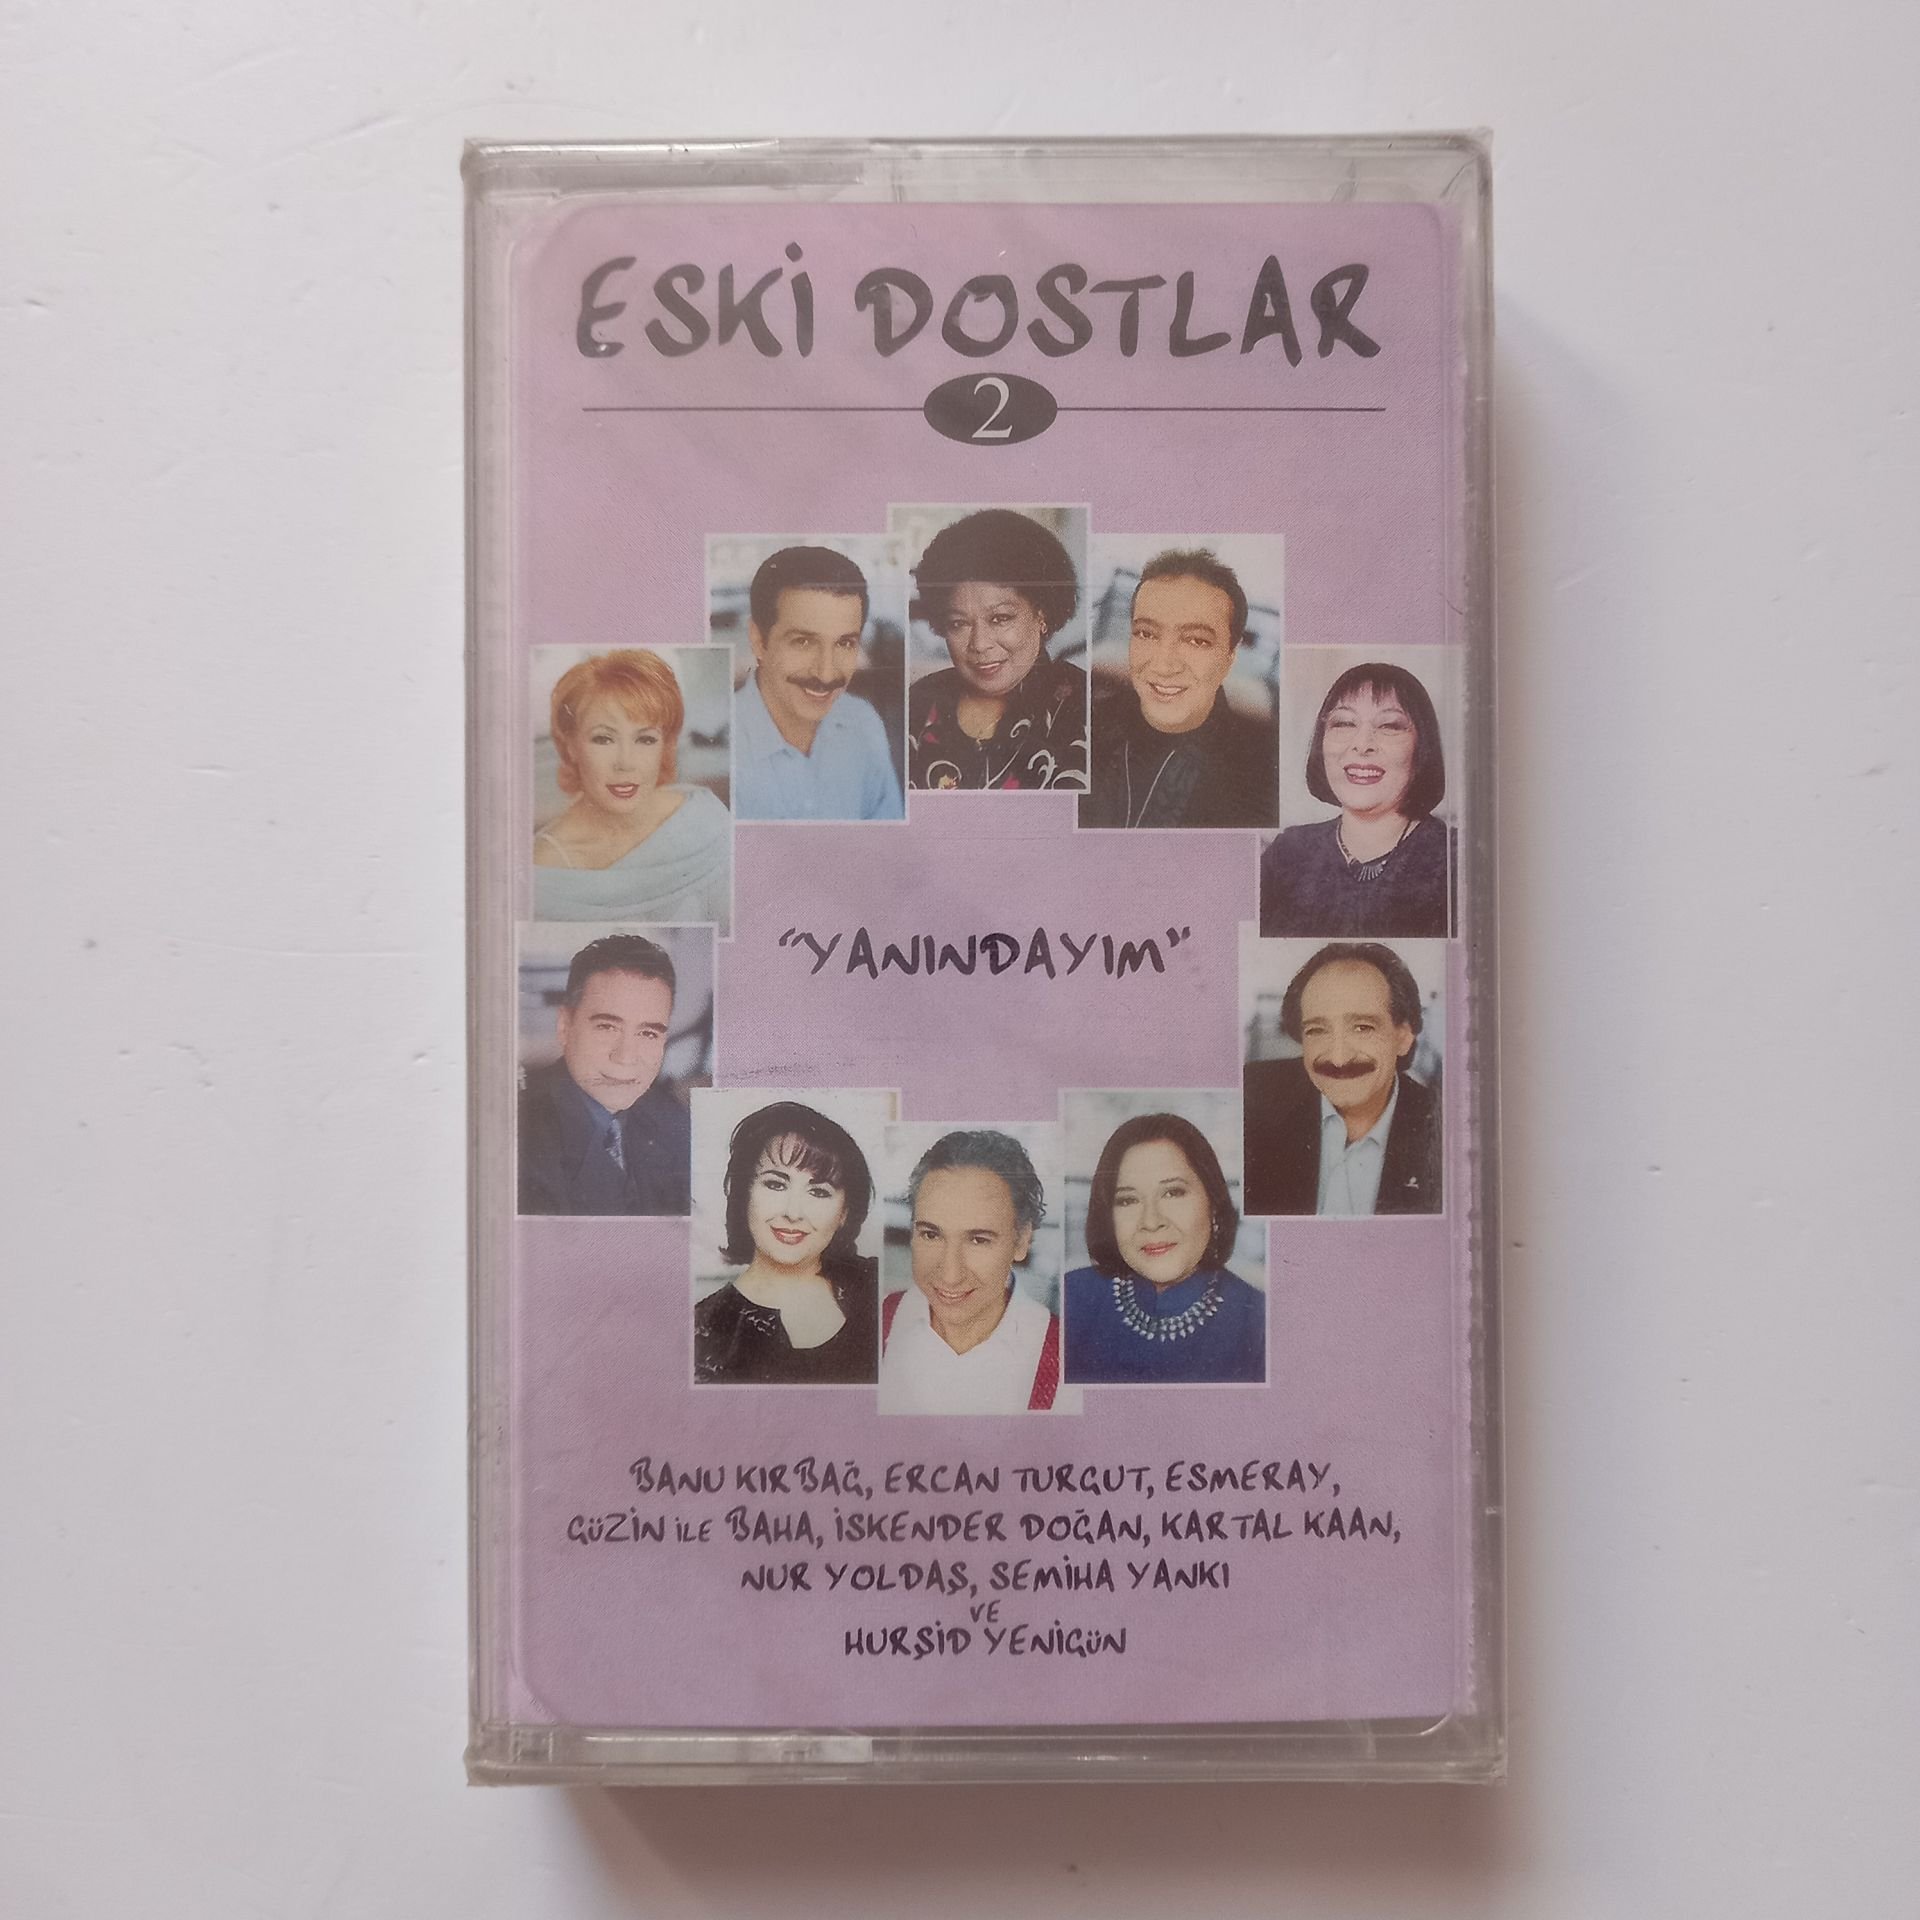 ESKİ DOSTLAR
2
"YANINDAYIM"
BANU KIRBAĞ, ERCAN TURGUT, ESMERAY,
GÜZİN İLE BAHA, İSKENDER DOĞAN, KARTAL KAAN,
NUR YOLDAŞ, SEMİHA YANKI
VE
HURŞİD YENİGÜN